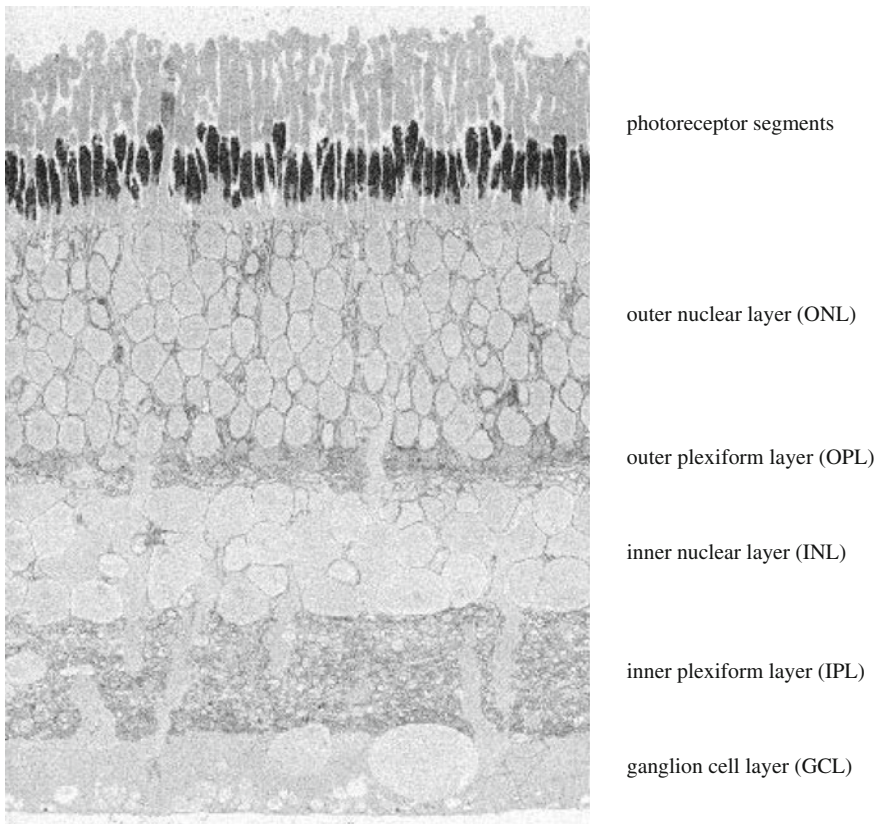 photoreceptor segments
outer nuclear layer (ONL)
outer plexiform layer (OPL)
inner nuclear layer (INL)
inner plexiform layer (IPL)
ganglion cell layer (GCL)